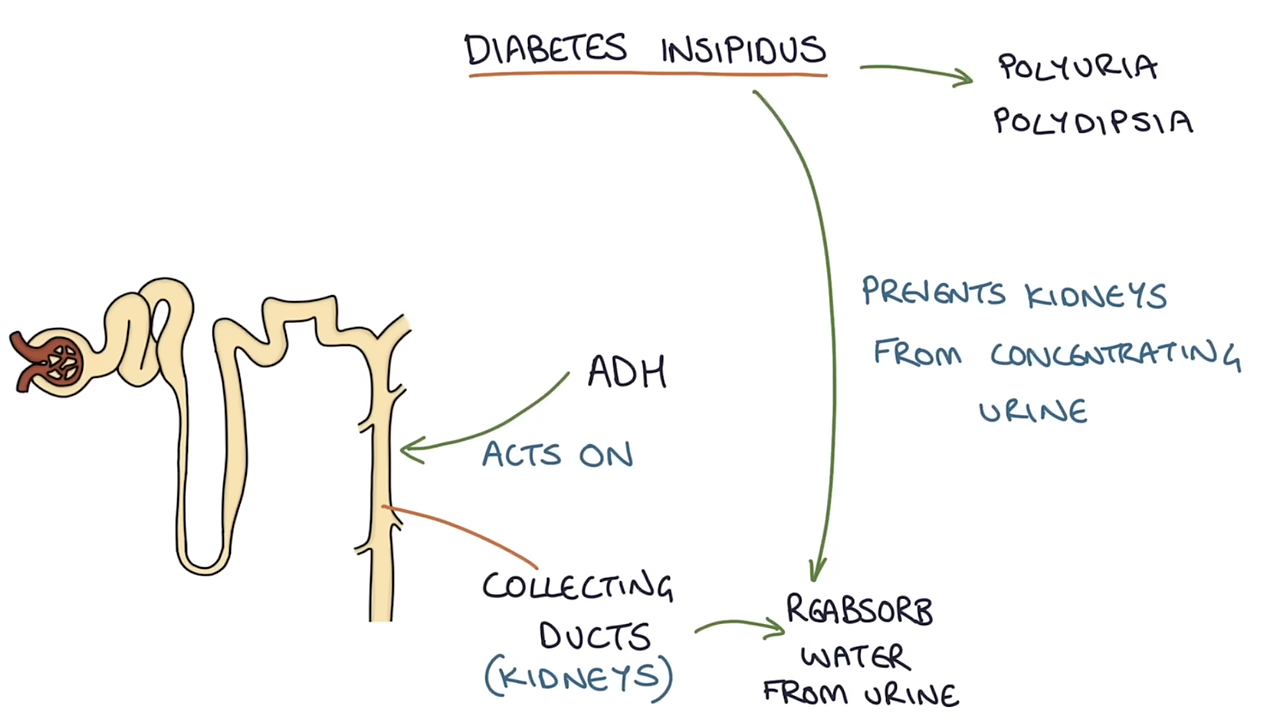 DIABETES INSIPIDUS
POLYURIA
POLYDIPSIA
PREVENTS KIDNEYS
FROM CONCENTRATING
URINE
ADH
ACTS ON
COLLECTING
DUCTS
(KIDNEYS)
REABSORB
WATER
FROM URINE